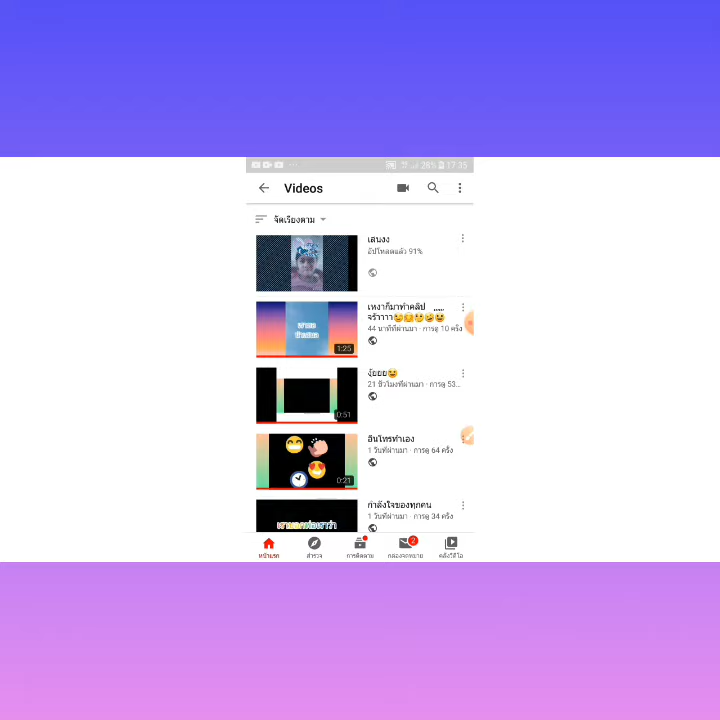 28% 17:35
Videos
จัดเรียงตาม
เสนงง
อัปโหลดแล้ว 91%
เหงาก็มาทำคลิป
จร้าาาา😉😊😏🤣😆
44 นาทีที่ผ่านมา · การดู 10 ครั้ง
1:25
งุ้ยยย😆
21 ชั่วโมงที่ผ่านมา · การดู 53...
0:51
อินโทรทำเอง
1 วันที่ผ่านมา · การดู 64 ครั้ง
0:21
กำลังใจของทุกคน
1 วันที่ผ่านมา · การดู 34 ครั้ง
2
หน้าแรก สำรวจ การติดตาม กล่องจดหมาย คลังวิดีโอ